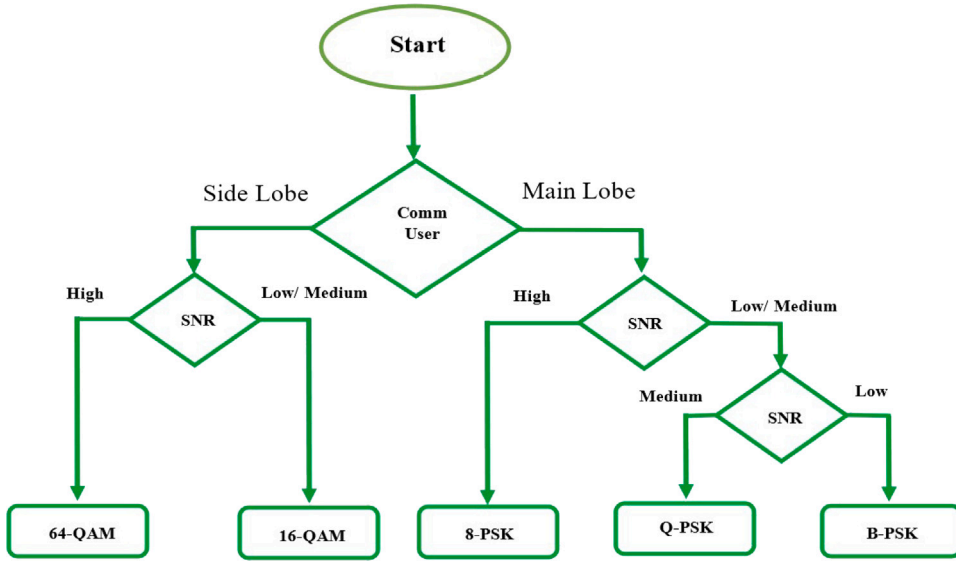 Start
Side Lobe
Main Lobe
Comm
User
High
Low/ Medium
High
Low/ Medium
SNR
SNR
Medium
Low
SNR
64-QAM
16-QAM
8-PSK
Q-PSK
B-PSK